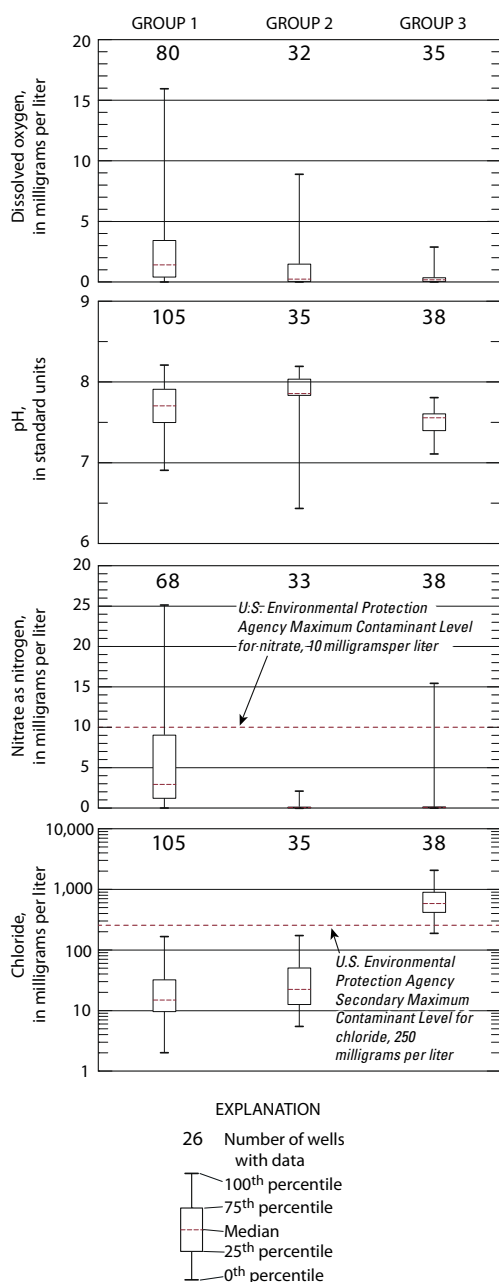 GROUP 1 GROUP 2 GROUP 3
80 32 35
20
15
10
5
0
Dissolved oxygen,
in milligrams per liter
105 35 38
9
8
7
6
pH,
in standard units
68 33 38
20
25
20
15
10
5
0
Nitrate as nitrogen,
in milligrams per liter
U.S. Environmental Protection
Agency Maximum Contaminant Level
for nitrate, 10 milligramsper liter
105 35 38
10,000
1,000
100
10
1
Chloride,
in milligrams per liter
U.S. Environmental
Protection Agency
Secondary Maximum
Contaminant Level for
chloride, 250
milligrams per liter
EXPLANATION
26 Number of wells
with data
100th percentile
75th percentile
Median
25th percentile
0th percentile